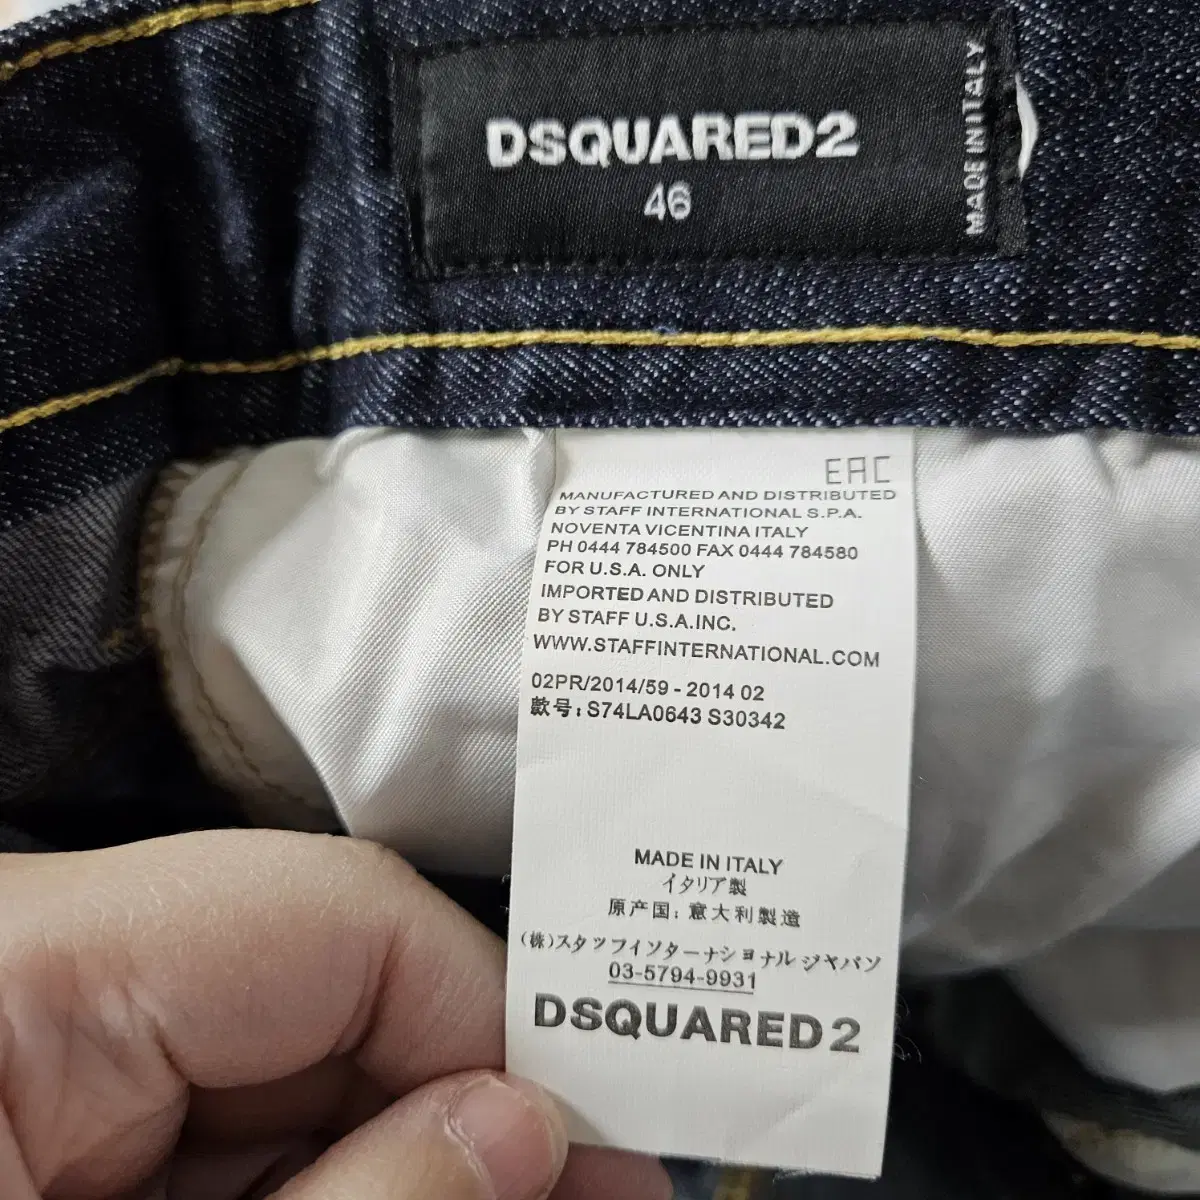 DSQUARED2
46
MADE IN ITALY
EAC
MANUFACTURED AND DISTRIBUTED
BY STAFF INTERNATIONAL S.P.A.
NOVENTA VICENTINA ITALY
PH 0444 784500 FAX 0444 784580
FOR U.S.A. ONLY
IMPORTED AND DISTRIBUTED
BY STAFF U.S.A.INC.
WWW.STAFFINTERNATIONAL.COM
02PR/2014/59 - 2014 02
款号: S74LA0643 S30342
MADE IN ITALY
イタリア製
原产国: 意大利製造
(株)スタッフインターナショナル ジャパン
03-5794-9931
DSQUARED2